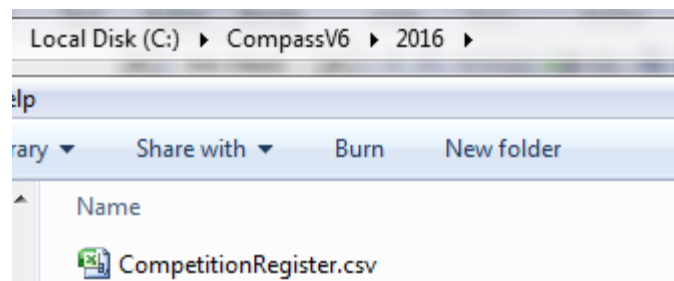 Local Disk (C:) ▸ CompassV6 ▸ 2016 ▸
elp
rary ▾ Share with ▾ Burn New folder
Name
CompetitionRegister.csv